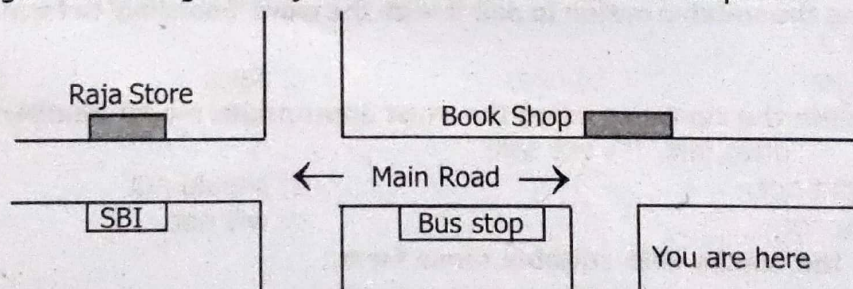 Raja Store
Book Shop
Main Road
SBI
Bus stop
You are here